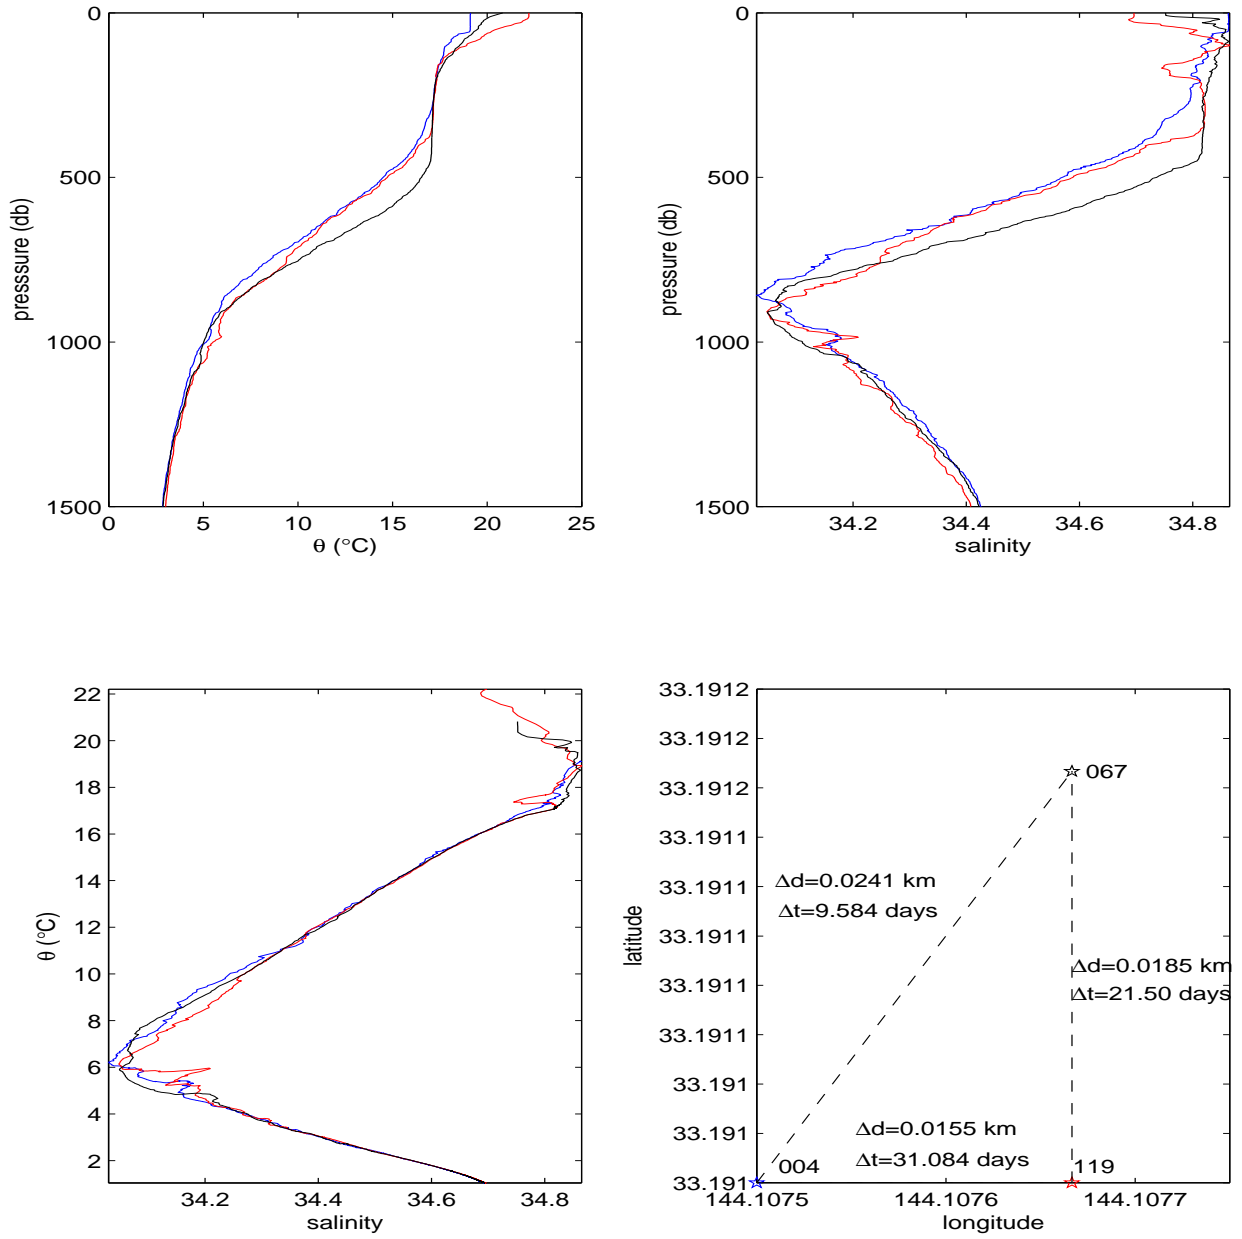 0
500
1000
1500
presssure (db)
0 5 10 15 20 25
θ (°C)
0
500
1000
1500
pressure (db)
34.2 34.4 34.6 34.8
salinity
22
20
18
16
14
12
10
8
6
4
2
θ (°C)
34.2 34.4 34.6 34.8
salinity
33.1912
33.1912
33.1912
33.1911
33.1911
33.1911
33.1911
33.1911
33.191
33.191
33.191
latitude
067
Δd=0.0241 km
Δt=9.584 days
Δd=0.0185 km
Δt=21.50 days
Δd=0.0155 km
Δt=31.084 days
004
119
144.1075 144.1076 144.1077
longitude